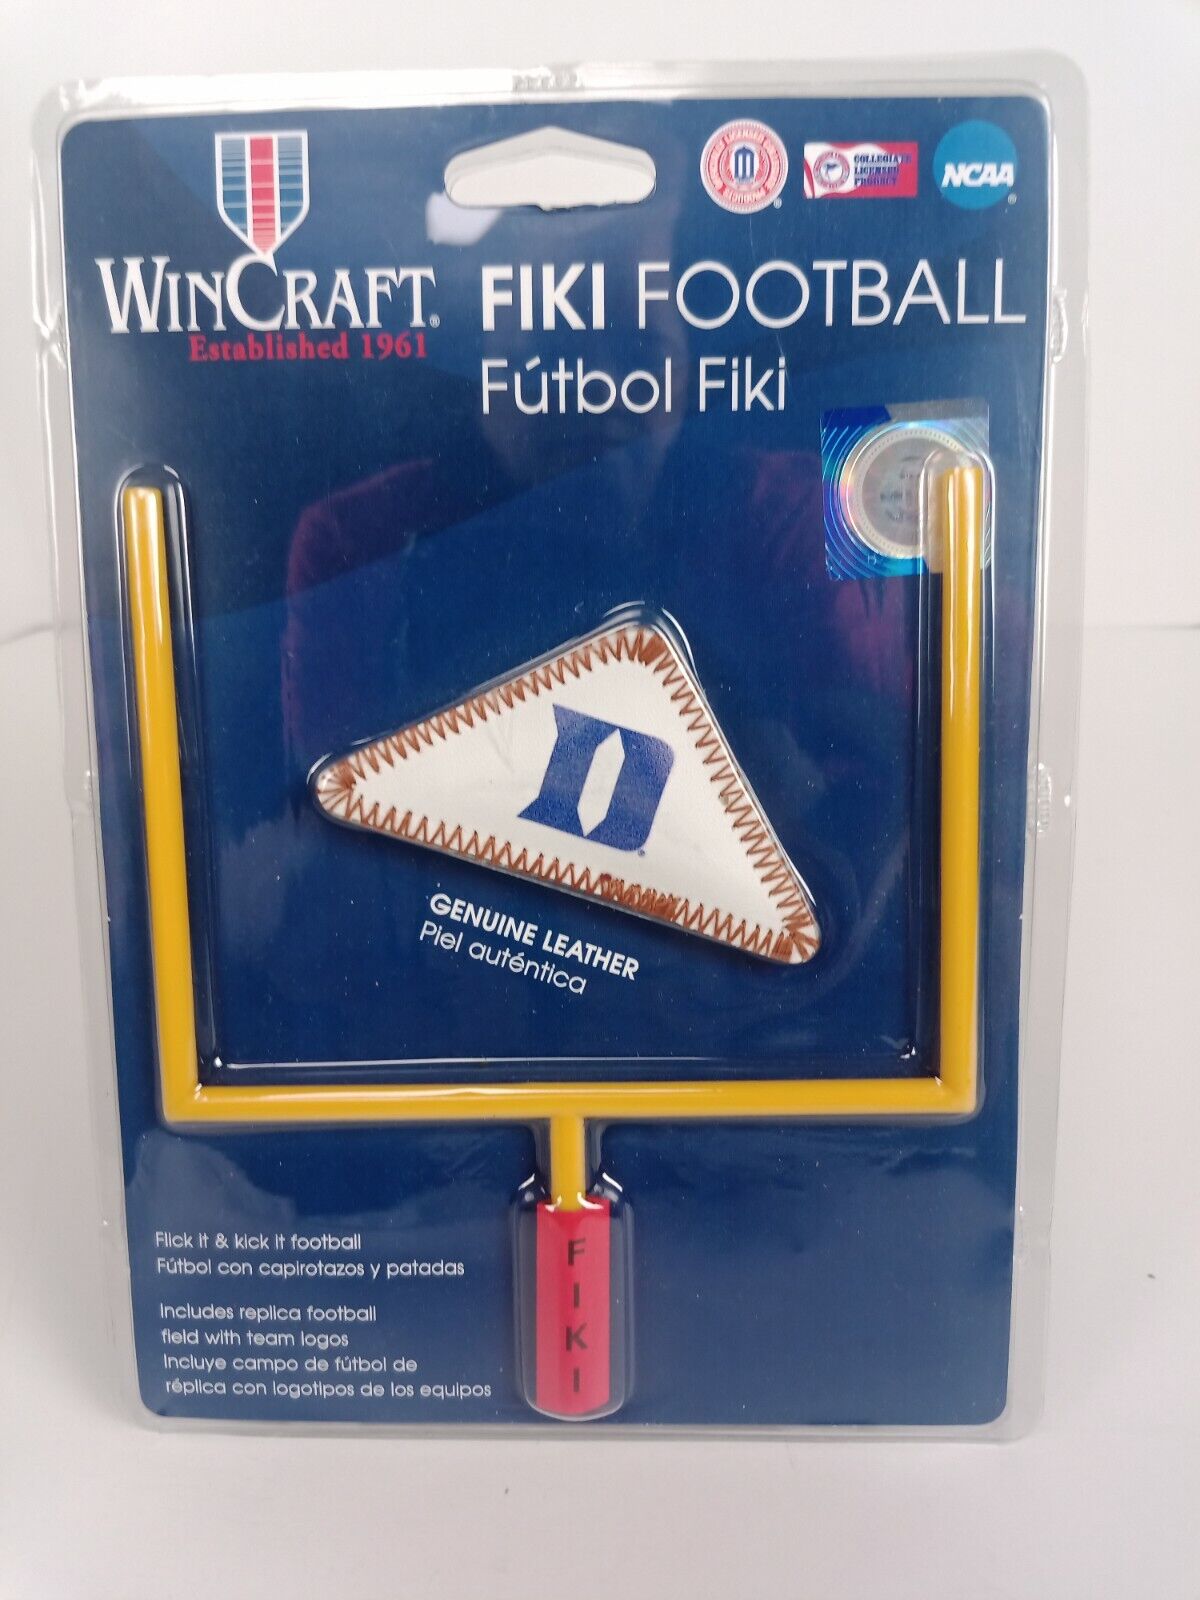 WINCRAFT®
Established 1961
COLLEGIATE
LICENSED
PRODUCT
NCAA®
FIKI FOOTBALL
Fútbol Fiki
D
GENUINE LEATHER
Piel auténtica
Flick it & kick it football
Fútbol con capirotazos y patadas
Includes replica football
field with team logos
Incluye campo de fútbol de
réplica con logotipos de los equipos
FIKI